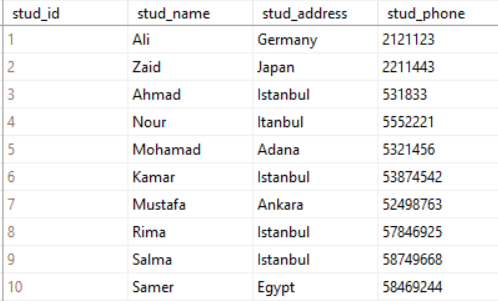 stud_id stud_name stud_address stud_phone
1 Ali Germany 2121123
2 Zaid Japan 2211443
3 Ahmad Istanbul 531833
4 Nour Itanbul 5552221
5 Mohamad Adana 5321456
6 Kamar Istanbul 53874542
7 Mustafa Ankara 52498763
8 Rima Istanbul 57846925
9 Salma Istanbul 58749668
10 Samer Egypt 58469244